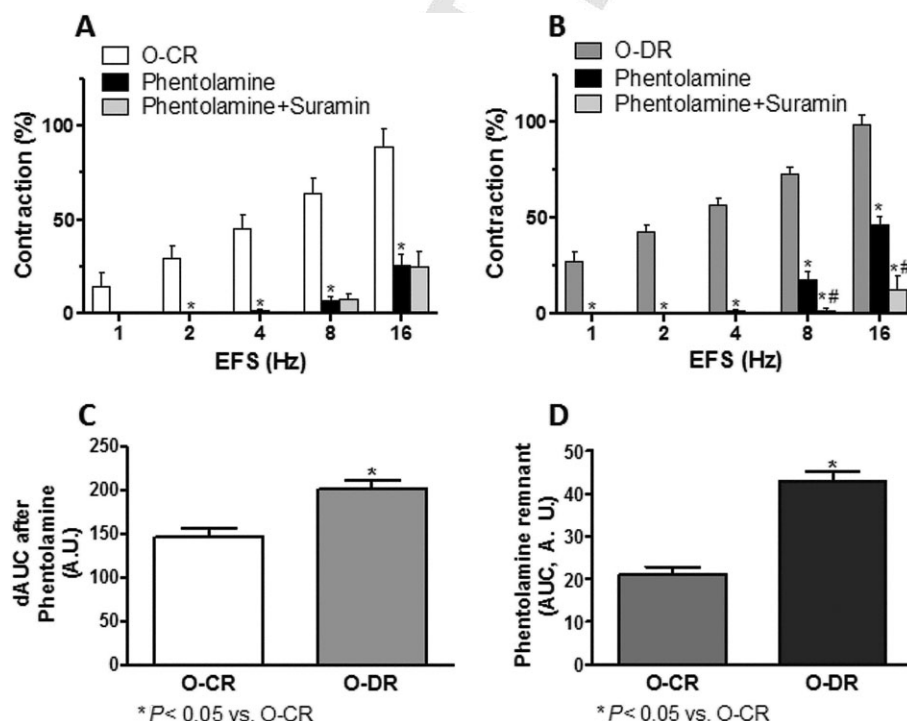 A
O-CR
Phentolamine
Phentolamine+Suramin
Contraction (%)
100
50
0
*
*
*
*
1 2 4 8 16
EFS (Hz)
B
O-DR
Phentolamine
Phentolamine+Suramin
Contraction (%)
100
50
0
*
*
*
*
*#
*
*#
1 2 4 8 16
EFS (Hz)
C
dAUC after
Phentolamine
(A.U.)
250
200
150
100
50
0
*
O-CR O-DR
* P< 0.05 vs. O-CR
D
Phentolamine remnant
(AUC, A. U.)
50
40
30
20
10
0
*
O-CR O-DR
* P< 0.05 vs. O-CR